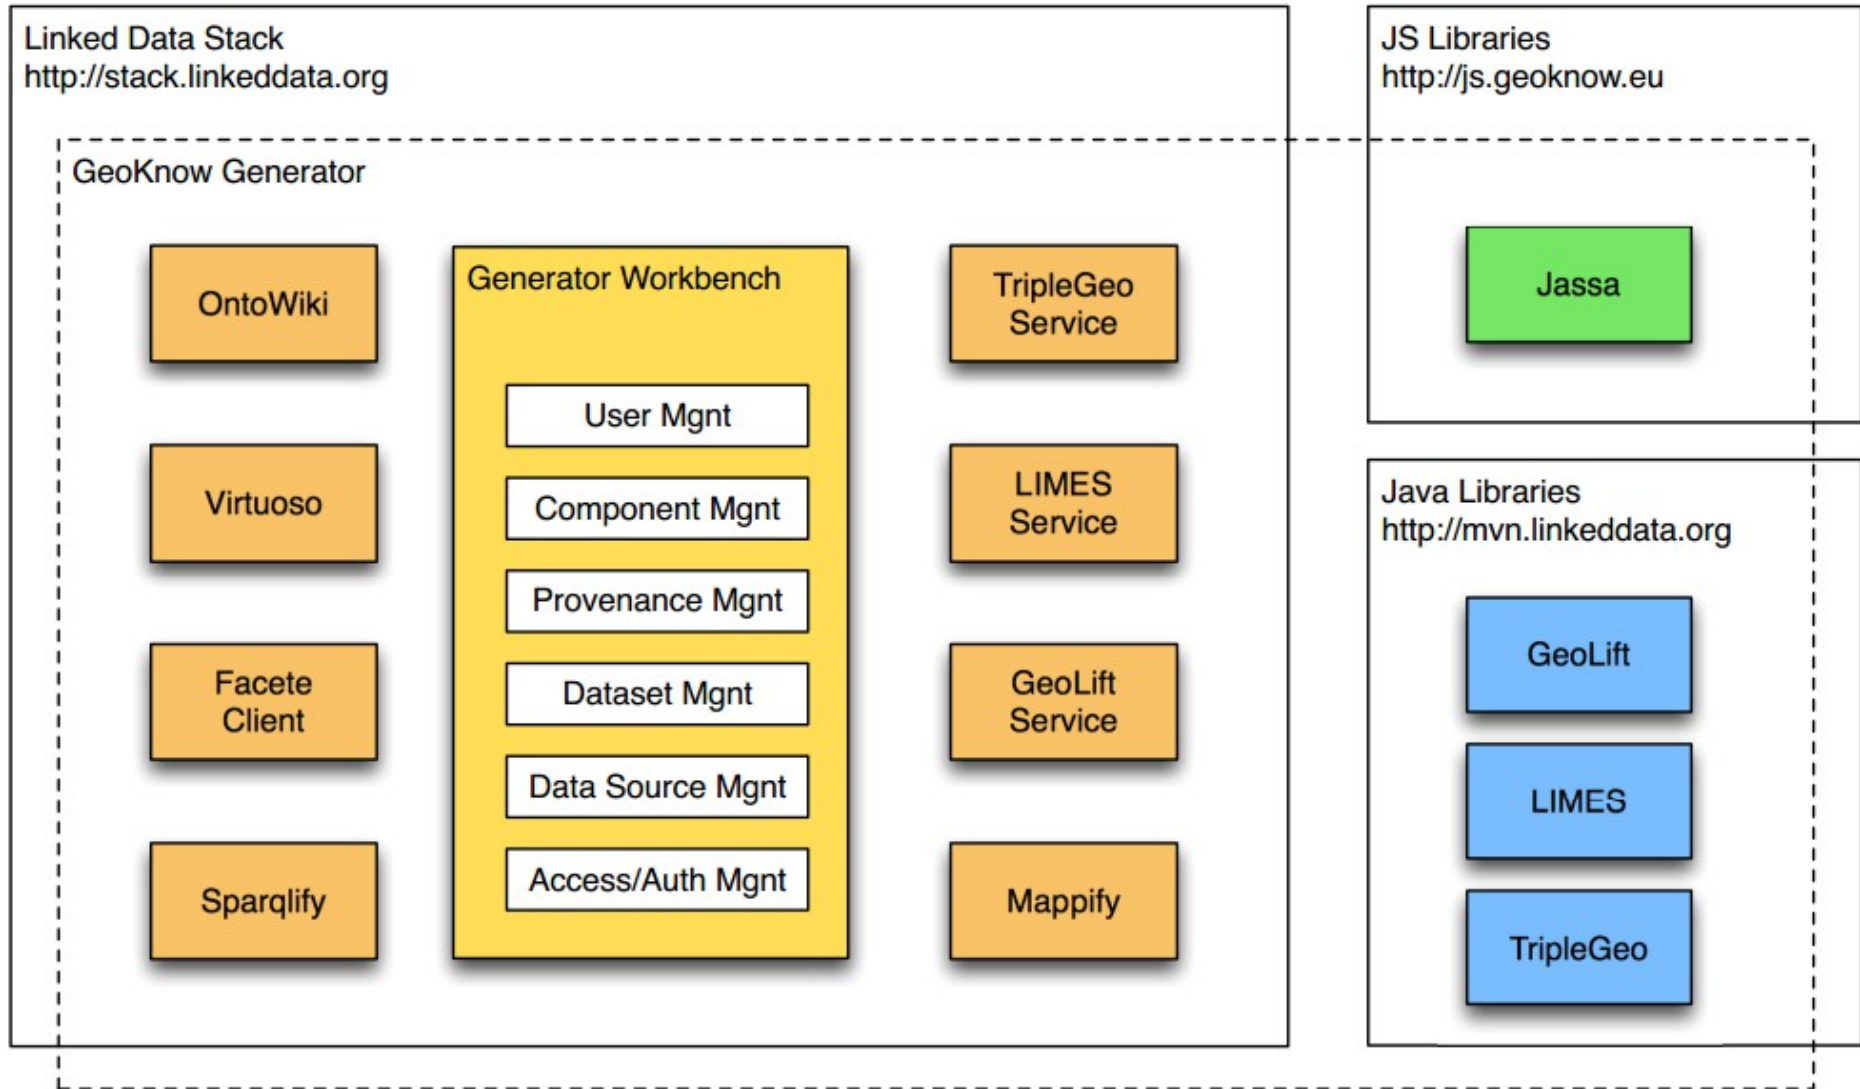 Linked Data Stack
http://stack.linkeddata.org
GeoKnow Generator
OntoWiki
Virtuoso
Facete
Client
Sparqlify
Generator Workbench
User Mgnt
Component Mgnt
Provenance Mgnt
Dataset Mgnt
Data Source Mgnt
Access/Auth Mgnt
TripleGeo
Service
LIMES
Service
GeoLift
Service
Mappify
JS Libraries
http://js.geoknow.eu
Jassa
Java Libraries
http://mvn.linkeddata.org
GeoLift
LIMES
TripleGeo